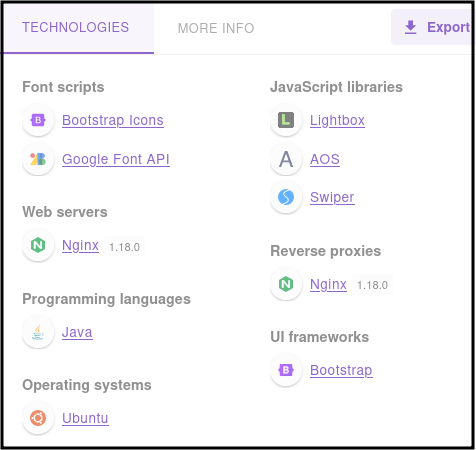 TECHNOLOGIES
MORE INFO
Export
Font scripts
Bootstrap Icons
Google Font API
Web servers
Nginx 1.18.0
Programming languages
Java
Operating systems
Ubuntu
JavaScript libraries
Lightbox
AOS
Swiper
Reverse proxies
Nginx 1.18.0
UI frameworks
Bootstrap